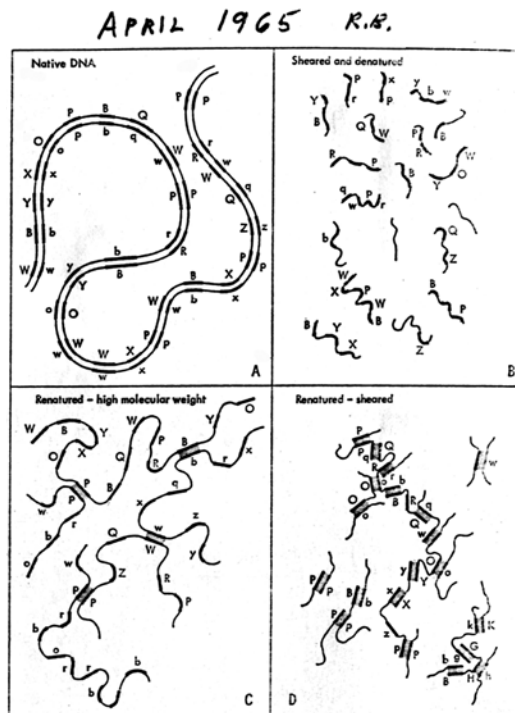 APRIL 1965 R.B.
Native DNA
P B Q
P b q
O o
X x
Y y
B b
W w
P p
r
R w
W
W w
P P
Q q
Z z
r R
b
B
y Y
o O
w W
w W
X x
P P
W w
B b
X x
P P
A
Sheared and denatured
y b w
Y B
P r
x P
Q W
P R r
R P
B
Y O W
q w P r
b
Q Z
X W P W B
B P
B Y X
Z
B
Renatured - high molecular weight
W B Y
O X
W Q B
P R
B b
Y O
r x
w
P P
r b o
x q
Q w W
z y
Z
w
P P
R P
r b o r r b b
C
Renatured - sheared
P P
q Q
R r
O o
O o
b B
R Q
q
w
w
O o
y Y
x X
z
P P
P P
B b
P P
k K
g G
b B
H h
D